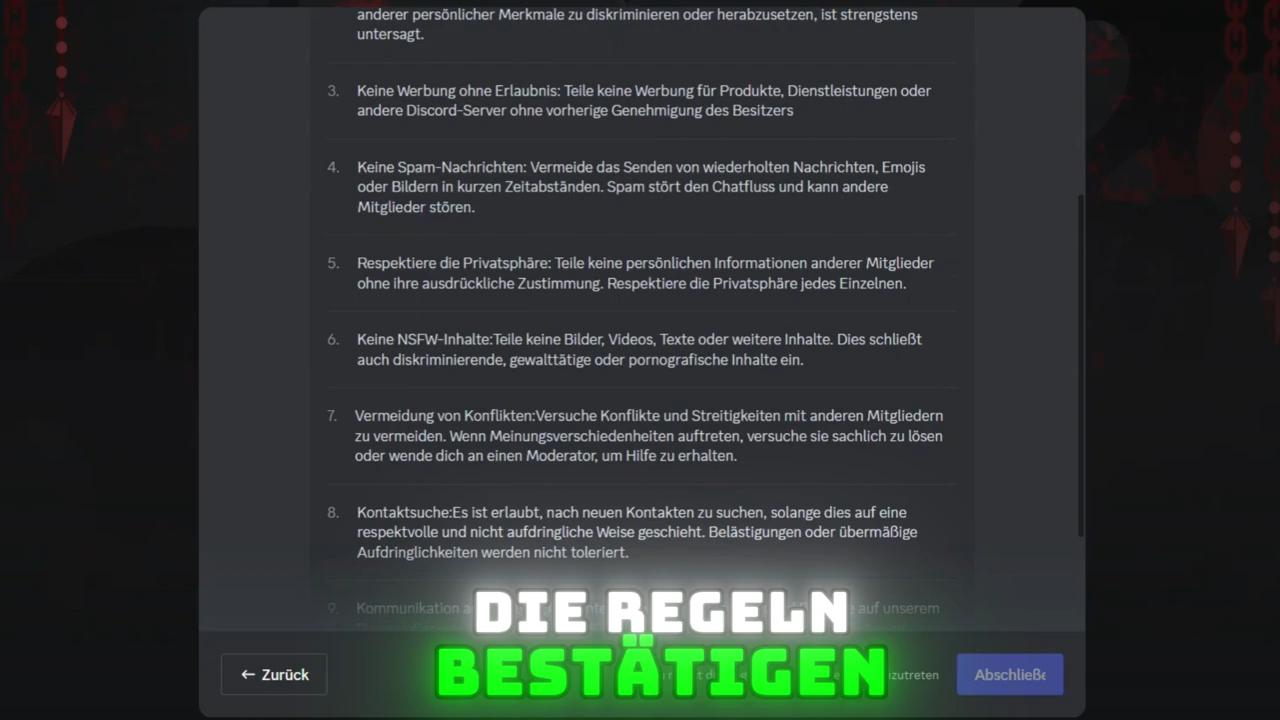 anderer persönlicher Merkmale zu diskriminieren oder herabzusetzen, ist strengstens
untersagt.
3. Keine Werbung ohne Erlaubnis: Teile keine Werbung für Produkte, Dienstleistungen oder
andere Discord-Server ohne vorherige Genehmigung des Besitzers
4. Keine Spam-Nachrichten: Vermeide das Senden von wiederholten Nachrichten, Emojis
oder Bildern in kurzen Zeitabständen. Spam stört den Chatfluss und kann andere
Mitglieder stören.
5. Respektiere die Privatsphäre: Teile keine persönlichen Informationen anderer Mitglieder
ohne ihre ausdrückliche Zustimmung. Respektiere die Privatsphäre jedes Einzelnen.
6. Keine NSFW-Inhalte:Teile keine Bilder, Videos, Texte oder weitere Inhalte. Dies schließt
auch diskriminierende, gewalttätige oder pornografische Inhalte ein.
7. Vermeidung von Konflikten:Versuche Konflikte und Streitigkeiten mit anderen Mitgliedern
zu vermeiden. Wenn Meinungsverschiedenheiten auftreten, versuche sie sachlich zu lösen
oder wende dich an einen Moderator, um Hilfe zu erhalten.
8. Kontaktsuche:Es ist erlaubt, nach neuen Kontakten zu suchen, solange dies auf eine
respektvolle und nicht aufdringliche Weise geschieht. Belästigungen oder übermäßige
Aufdringlichkeiten werden nicht toleriert.
9. Kommunikation auf unserem
DIE REGELN
BESTÄTIGEN
← Zurück
zutreten
Abschließe